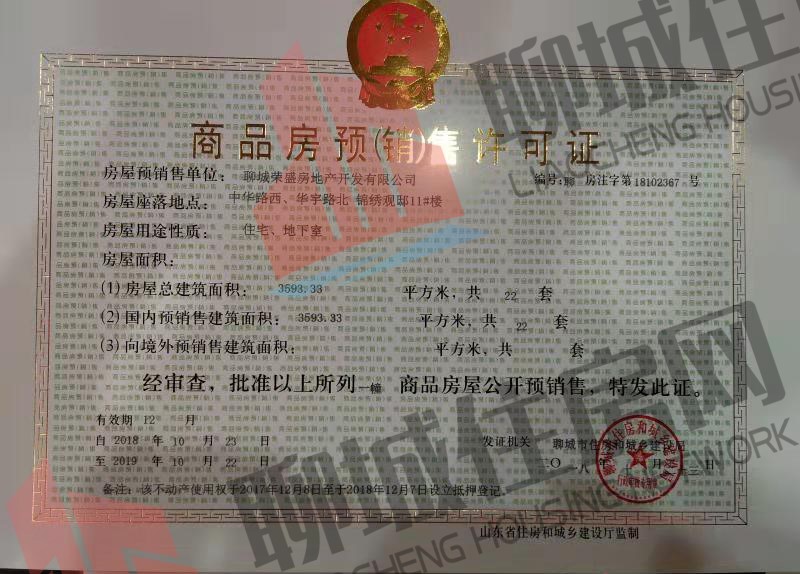 商品房预(销)售许可证
房屋预销售单位: 聊城荣盛房地产开发有限公司 编号:聊 房注字第18102367 号
房屋座落地点: 中华路西、华宇路北 锦绣观邸11#楼
房屋用途性质: 住宅、地下室
房屋面积:
(1) 房屋总建筑面积: 3593.33 平方米, 共 22 套
(2) 国内预销售建筑面积: 3593.33 平方米, 共 22 套
(3) 向境外预销售建筑面积: 平方米, 共 套
经审查, 批准以上所列 一幢 商品房屋公开预销售, 特发此证。
有效期 12 月
自 2018 年 10 月 23 日 发证机关 聊城市住房和城乡建设局
至 2019 年 10 月 22 日 二〇一八年十月二十三日
备注: 该不动产使用权于2017年12月8日至于2018年12月7日设立抵押登记。
山东省住房和城乡建设厅监制
聊城住房网
LIAOCHENG HOUSING NETWORK